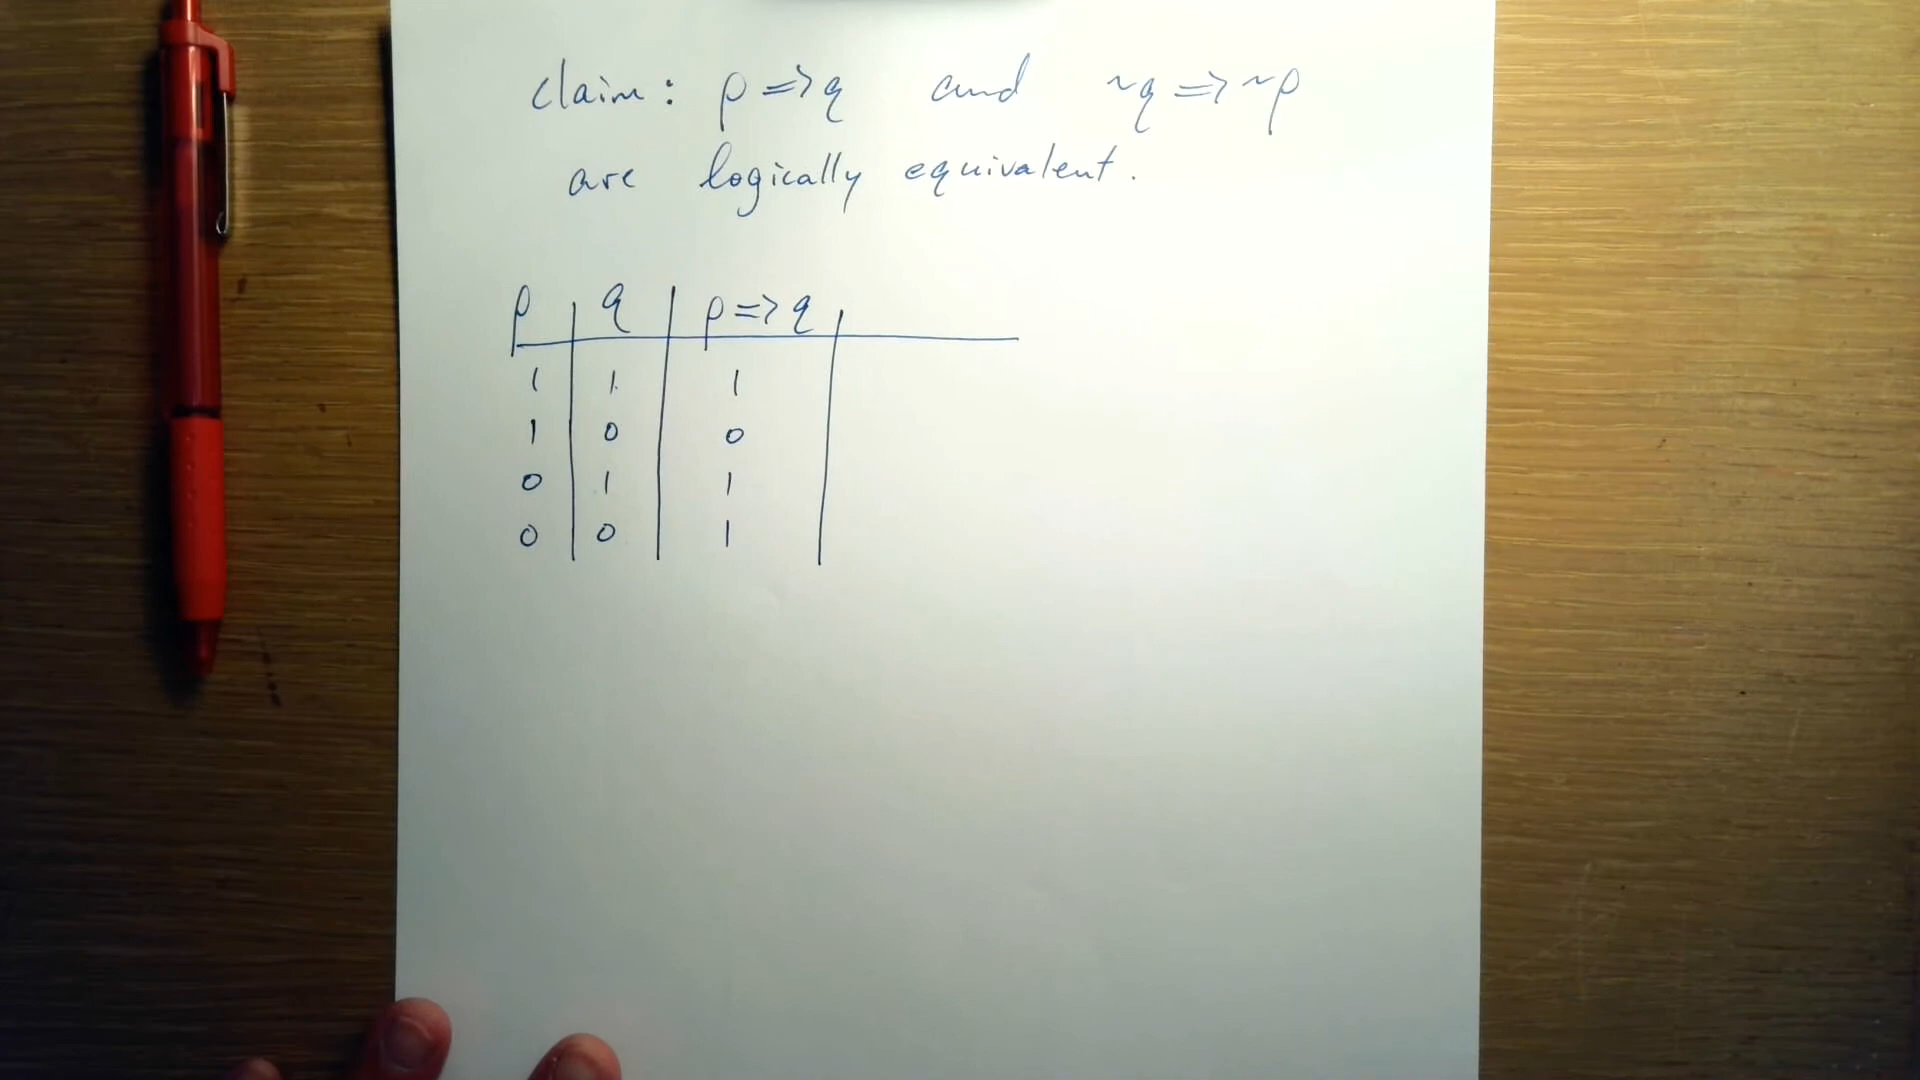 claim: p => q and ~q => ~p
are logically equivalent.
p q p => q
1 1 1
1 0 0
0 1 1
0 0 1